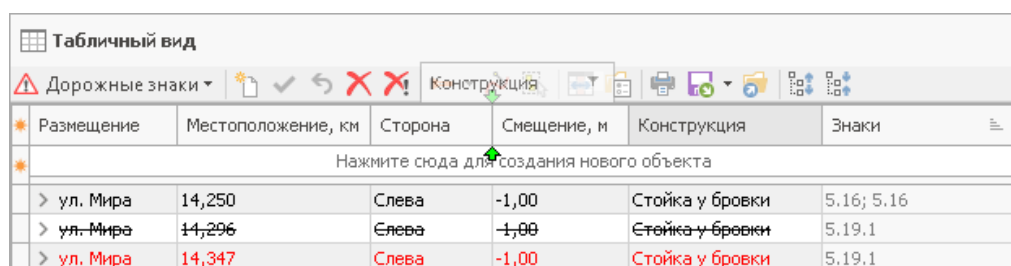 Табличный вид
Дорожные знаки Конструкция
Размещение Местоположение, км Сторона Смещение, м Конструкция Знаки
Нажмите сюда для создания нового объекта
ул. Мира 14,250 Слева -1,00 Стойка у бровки 5.16; 5.16
ул. Мира 14,296 Слева -1,00 Стойка у бровки 5.19.1
ул. Мира 14,347 Слева -1,00 Стойка у бровки 5.19.1